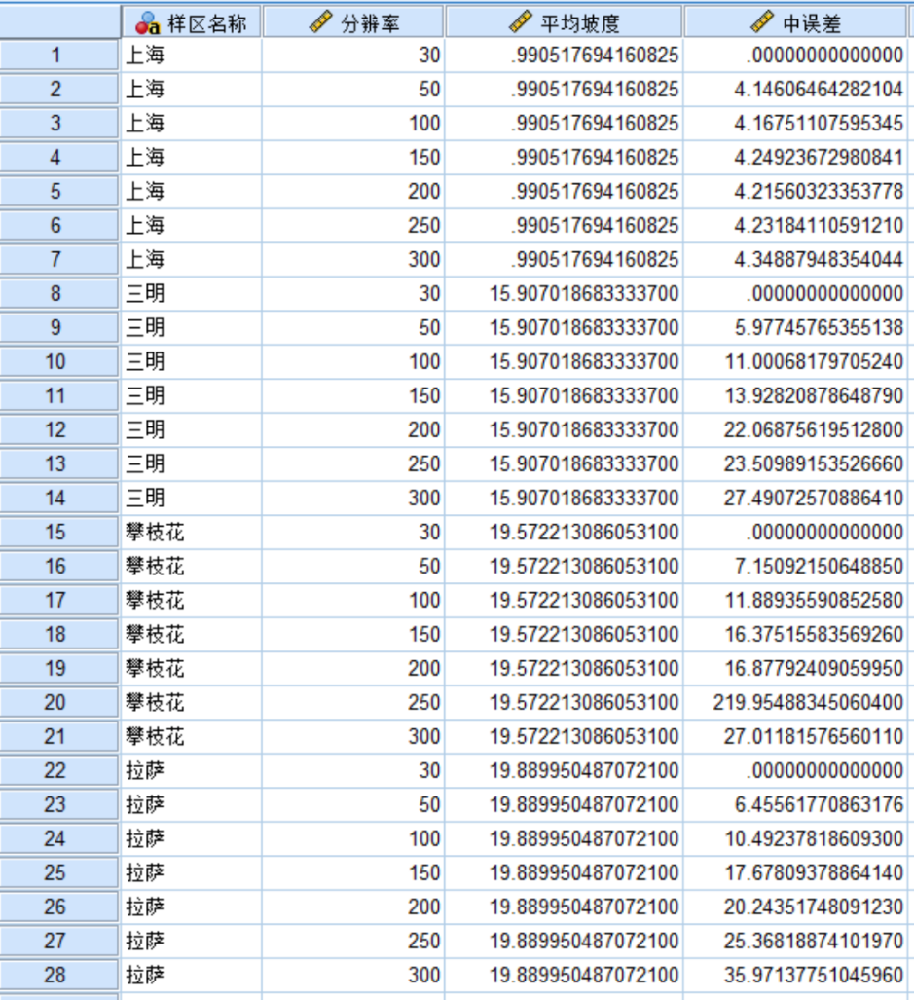 样区名称 分辨率 平均坡度 中误差
1 上海 30 .990517694160825 .00000000000000
2 上海 50 .990517694160825 4.14606464282104
3 上海 100 .990517694160825 4.16751107595345
4 上海 150 .990517694160825 4.24923672980841
5 上海 200 .990517694160825 4.21560323353778
6 上海 250 .990517694160825 4.23184110591210
7 上海 300 .990517694160825 4.34887948354044
8 三明 30 15.907018683333700 .00000000000000
9 三明 50 15.907018683333700 5.97745765355138
10 三明 100 15.907018683333700 11.00068179705240
11 三明 150 15.907018683333700 13.92820878648790
12 三明 200 15.907018683333700 22.06875619512800
13 三明 250 15.907018683333700 23.50989153526660
14 三明 300 15.907018683333700 27.49072570886410
15 攀枝花 30 19.572213086053100 .00000000000000
16 攀枝花 50 19.572213086053100 7.15092150648850
17 攀枝花 100 19.572213086053100 11.88935590852580
18 攀枝花 150 19.572213086053100 16.37515583569260
19 攀枝花 200 19.572213086053100 16.87792409059950
20 攀枝花 250 19.572213086053100 219.95488345060400
21 攀枝花 300 19.572213086053100 27.01181576560110
22 拉萨 30 19.889950487072100 .00000000000000
23 拉萨 50 19.889950487072100 6.45561770863176
24 拉萨 100 19.889950487072100 10.49237818609300
25 拉萨 150 19.889950487072100 17.67809378864140
26 拉萨 200 19.889950487072100 20.24351748091230
27 拉萨 250 19.889950487072100 25.36818874101970
28 拉萨 300 19.889950487072100 35.97137751045960